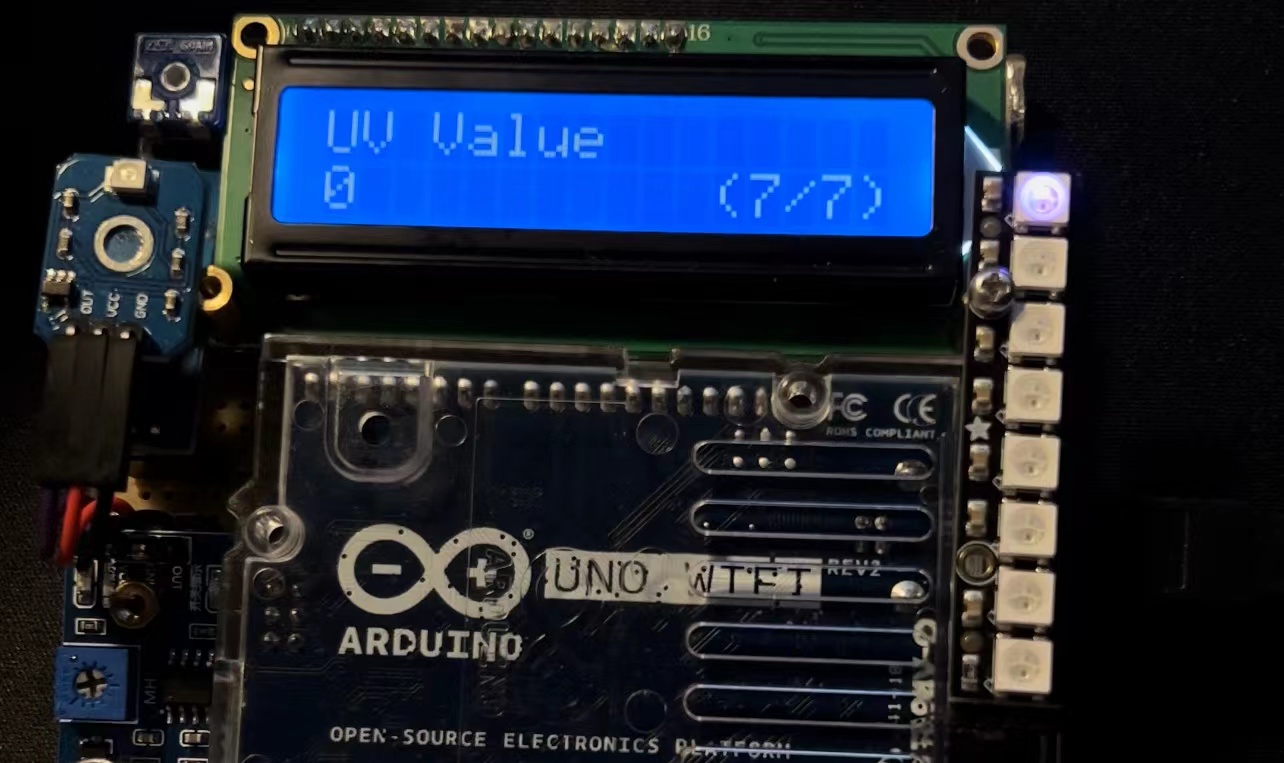 16
UV Value
0 (7/7)
OUT
VCC
GND
FC CE
ROHS COMPLIANT
UNO WIFI REV2
ARDUINO
OUT
OPEN-SOURCE ELECTRONICS PLATFORM